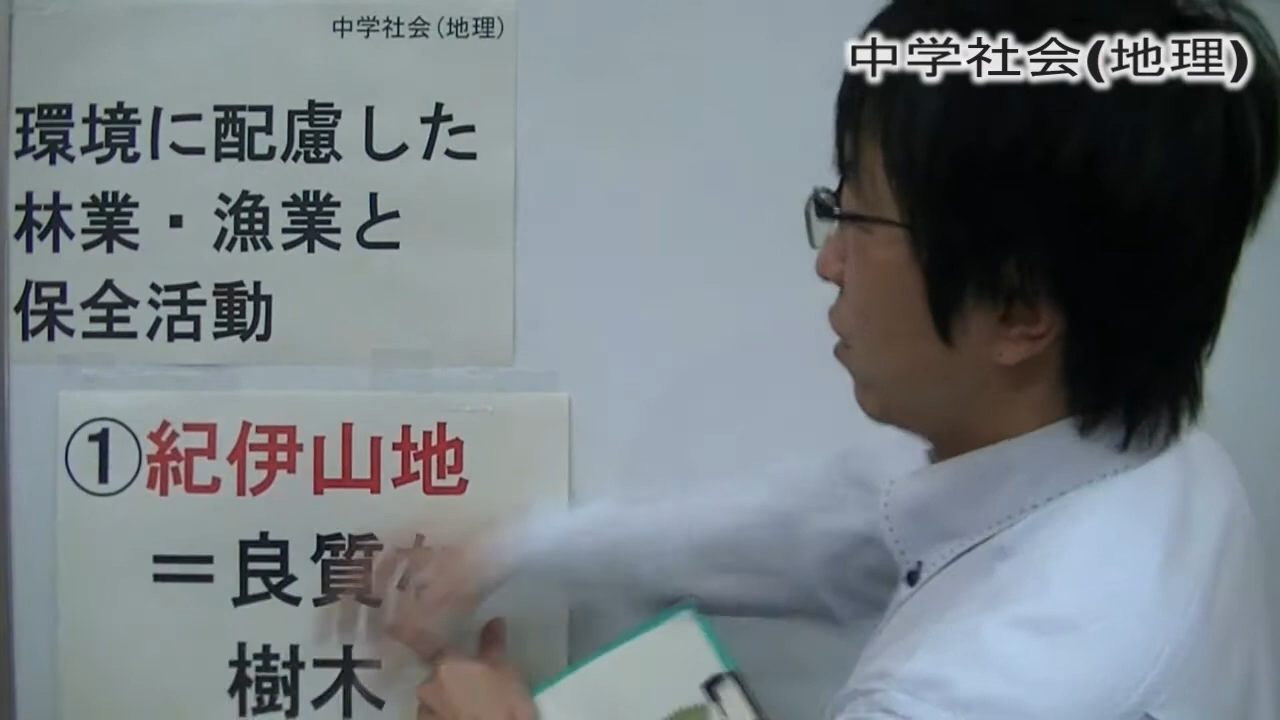 中学社会（地理）
中学社会(地理)
環境に配慮した
林業・漁業と
保全活動
①紀伊山地
＝良質
樹木